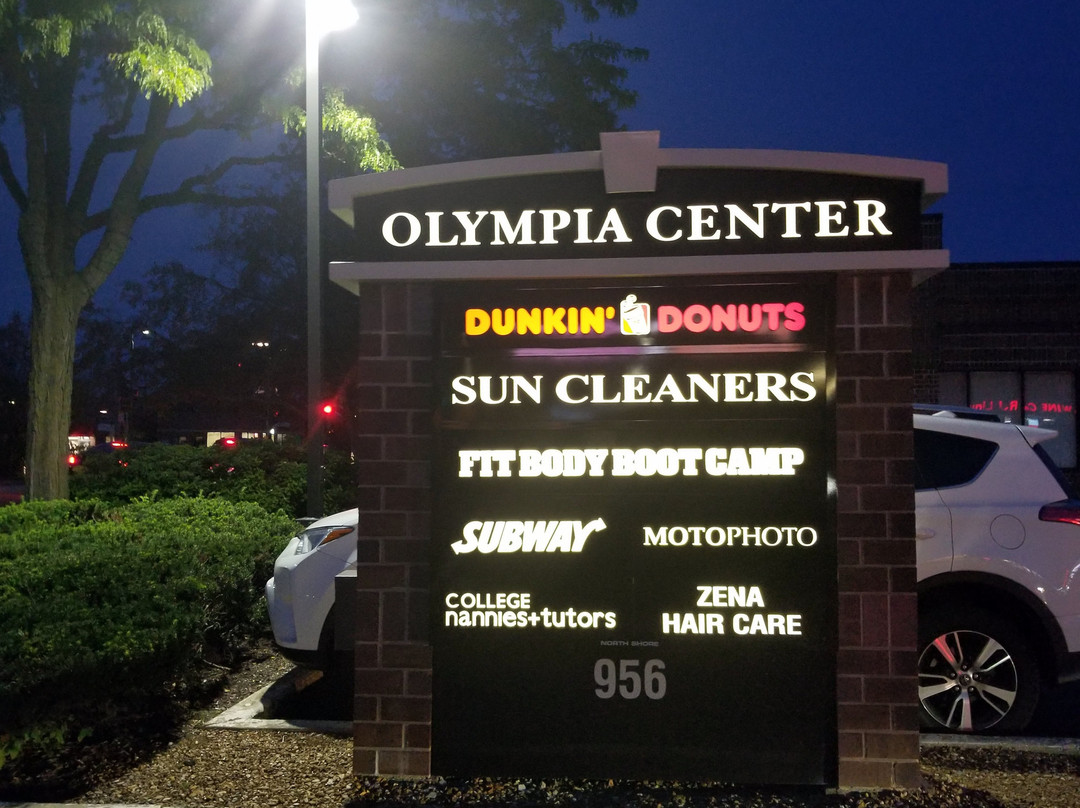 OLYMPIA CENTER
DUNKIN' DONUTS
SUN CLEANERS
FIT BODY BOOT CAMP
SUBWAY MOTOPHOTO
COLLEGE
nannies+tutors
ZENA
HAIR CARE
NORTH SHORE
956